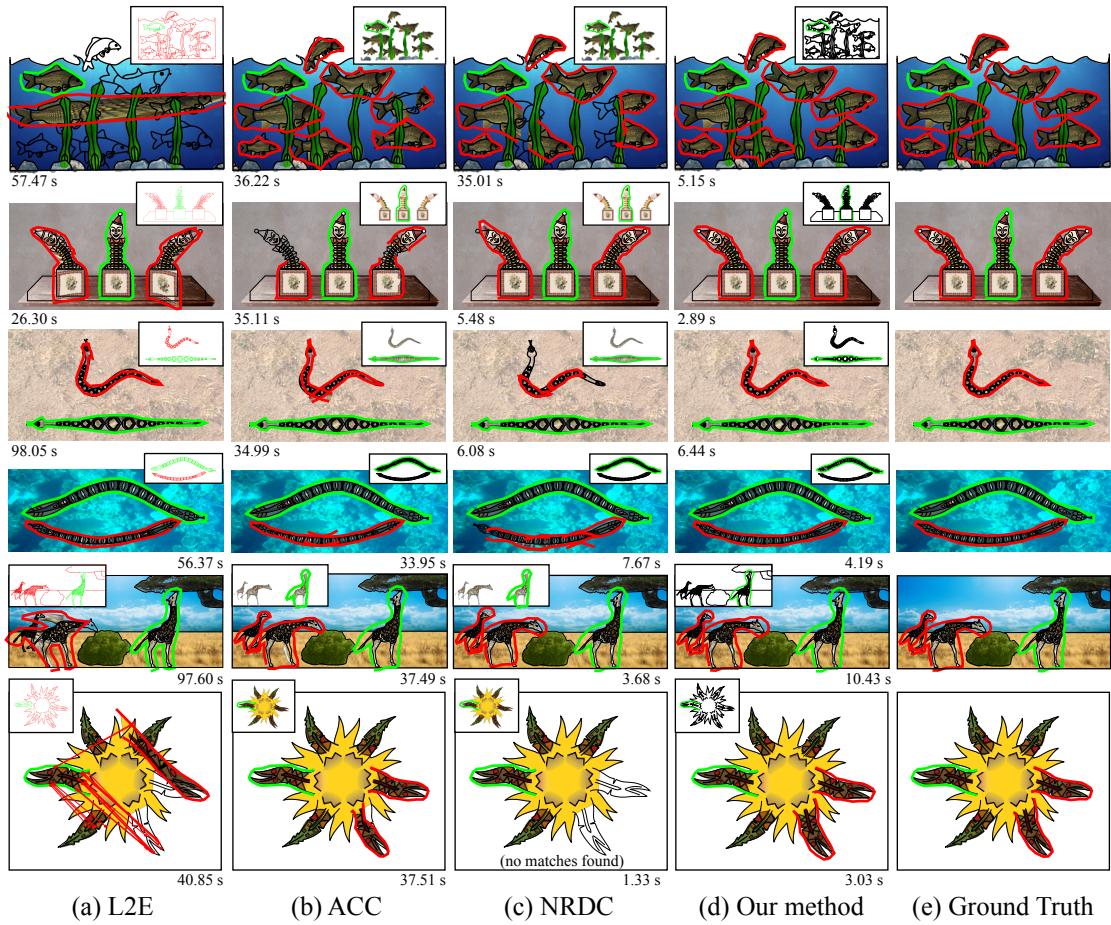 57.47 s 36.22 s 35.01 s 5.15 s
26.30 s 35.11 s 5.48 s 2.89 s
98.05 s 34.99 s 6.08 s 6.44 s
56.37 s 33.95 s 7.67 s 4.19 s
97.60 s 37.49 s 3.68 s 10.43 s
(no matches found)
40.85 s 37.51 s 1.33 s 3.03 s
(a) L2E (b) ACC (c) NRDC (d) Our method (e) Ground Truth